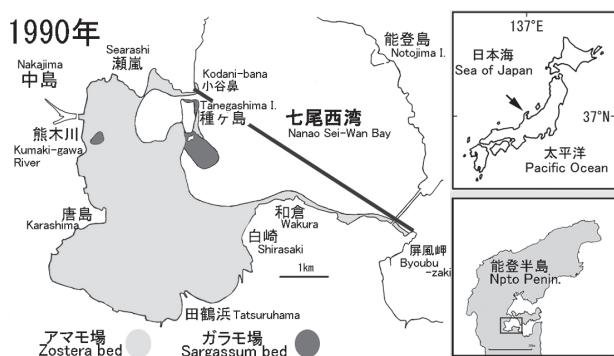 1990年
Searashi
瀬嵐
Nakajima
中島
熊木川
Kumaki-gawa
River
Kodani-bana
小谷鼻
Tanegashima I.
種ヶ島
能登島
Notojima I.
七尾西湾
Nanao Sei-Wan Bay
唐島
Karashima
和倉
Wakura
白崎
Shirasaki
屏風岬
Byoubu
-zaki
1km
田鶴浜 Tatsuruhama
アマモ場
Zostera bed
ガラモ場
Sargassum bed
137°E
日本海
Sea of Japan
37°N
太平洋
Pacific Ocean
能登半島
Npto Penin.